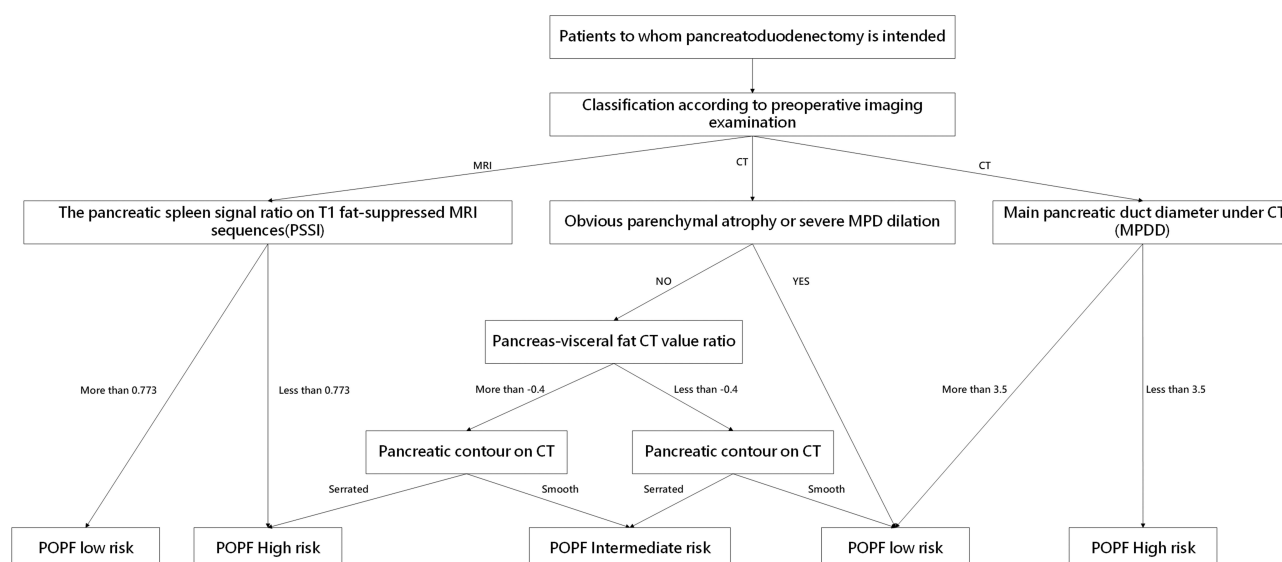 Patients to whom pancreatoduodenectomy is intended
Classification according to preoperative imaging
examination
MRI
CT
CT
The pancreatic spleen signal ratio on T1 fat-suppressed MRI
sequences(PSSI)
Obvious parenchymal atrophy or severe MPD dilation
Main pancreatic duct diameter under CT
(MPDD)
NO
YES
Pancreas-visceral fat CT value ratio
More than 0.773
Less than 0.773
More than -0.4
Less than -0.4
More than 3.5
Less than 3.5
Pancreatic contour on CT
Pancreatic contour on CT
Serrated
Smooth
Serrated
Smooth
POPF low risk
POPF High risk
POPF Intermediate risk
POPF low risk
POPF High risk